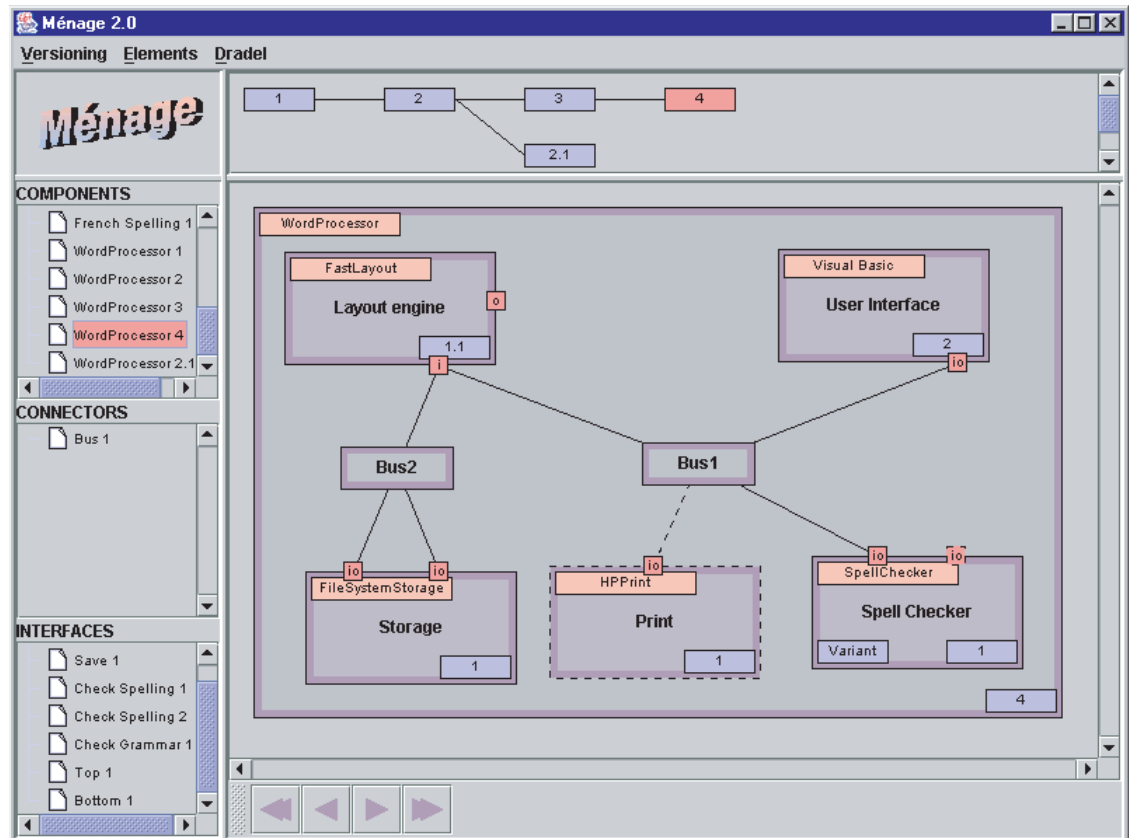 Ménage 2.0
Versioning Elements Dradel
Ménage
1 2 3 4
2.1
COMPONENTS
French Spelling 1
WordProcessor 1
WordProcessor 2
WordProcessor 3
WordProcessor 4
WordProcessor 2.1
CONNECTORS
Bus 1
INTERFACES
Save 1
Check Spelling 1
Check Spelling 2
Check Grammar 1
Top 1
Bottom 1
WordProcessor
FastLayout
Layout engine
o
1.1
i
Visual Basic
User Interface
2
io
Bus2
Bus1
io io
FileSystemStorage
Storage
1
io
HPPrint
Print
1
io io
SpellChecker
Spell Checker
Variant 1
4